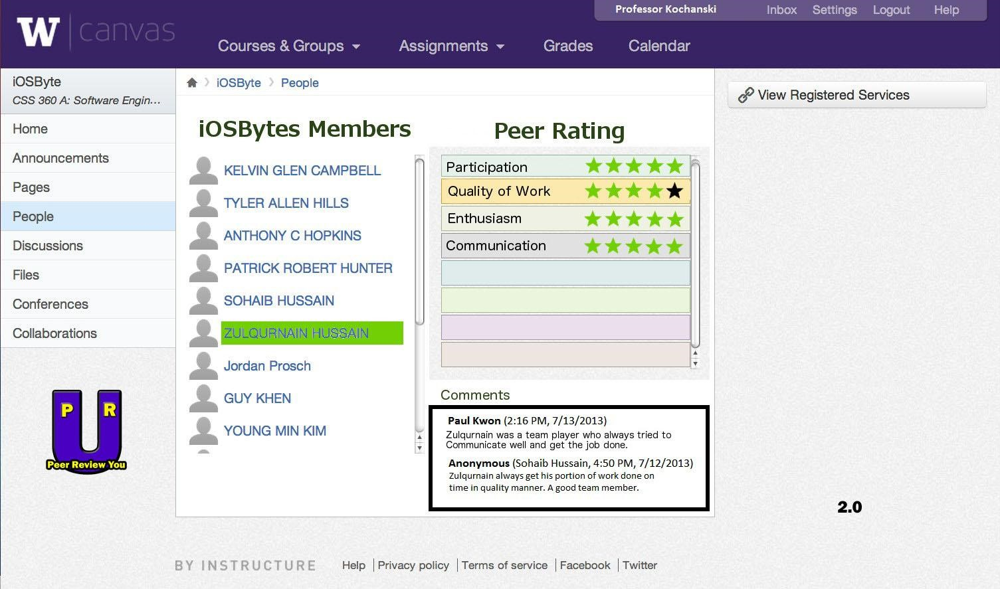 Professor Kochanski
Inbox
Settings
Logout
Help
W canvas
Courses & Groups
Assignments
Grades
Calendar
iOSByte
CSS 360 A: Software Engin...
Home
Announcements
Pages
People
Discussions
Files
Conferences
Collaborations
P R
Peer Review You
iOSByte
People
iOSBytes Members
KELVIN GLEN CAMPBELL
TYLER ALLEN HILLS
ANTHONY C HOPKINS
PATRICK ROBERT HUNTER
SOHAIB HUSSAIN
ZULQURNAIN HUSSAIN
Jordan Prosch
GUY KHEN
YOUNG MIN KIM
Peer Rating
Participation
Quality of Work
Enthusiasm
Communication
Comments
Paul Kwon (2:16 PM, 7/13/2013)
Zulqurnain was a team player who always tried to
Communicate well and get the job done.
Anonymous (Sohaib Hussain, 4:50 PM, 7/12/2013)
Zulqurnain always get his portion of work done on
time in quality manner. A good team member.
View Registered Services
2.0
BY INSTRUCTURE
Help
Privacy policy
Terms of service
Facebook
Twitter